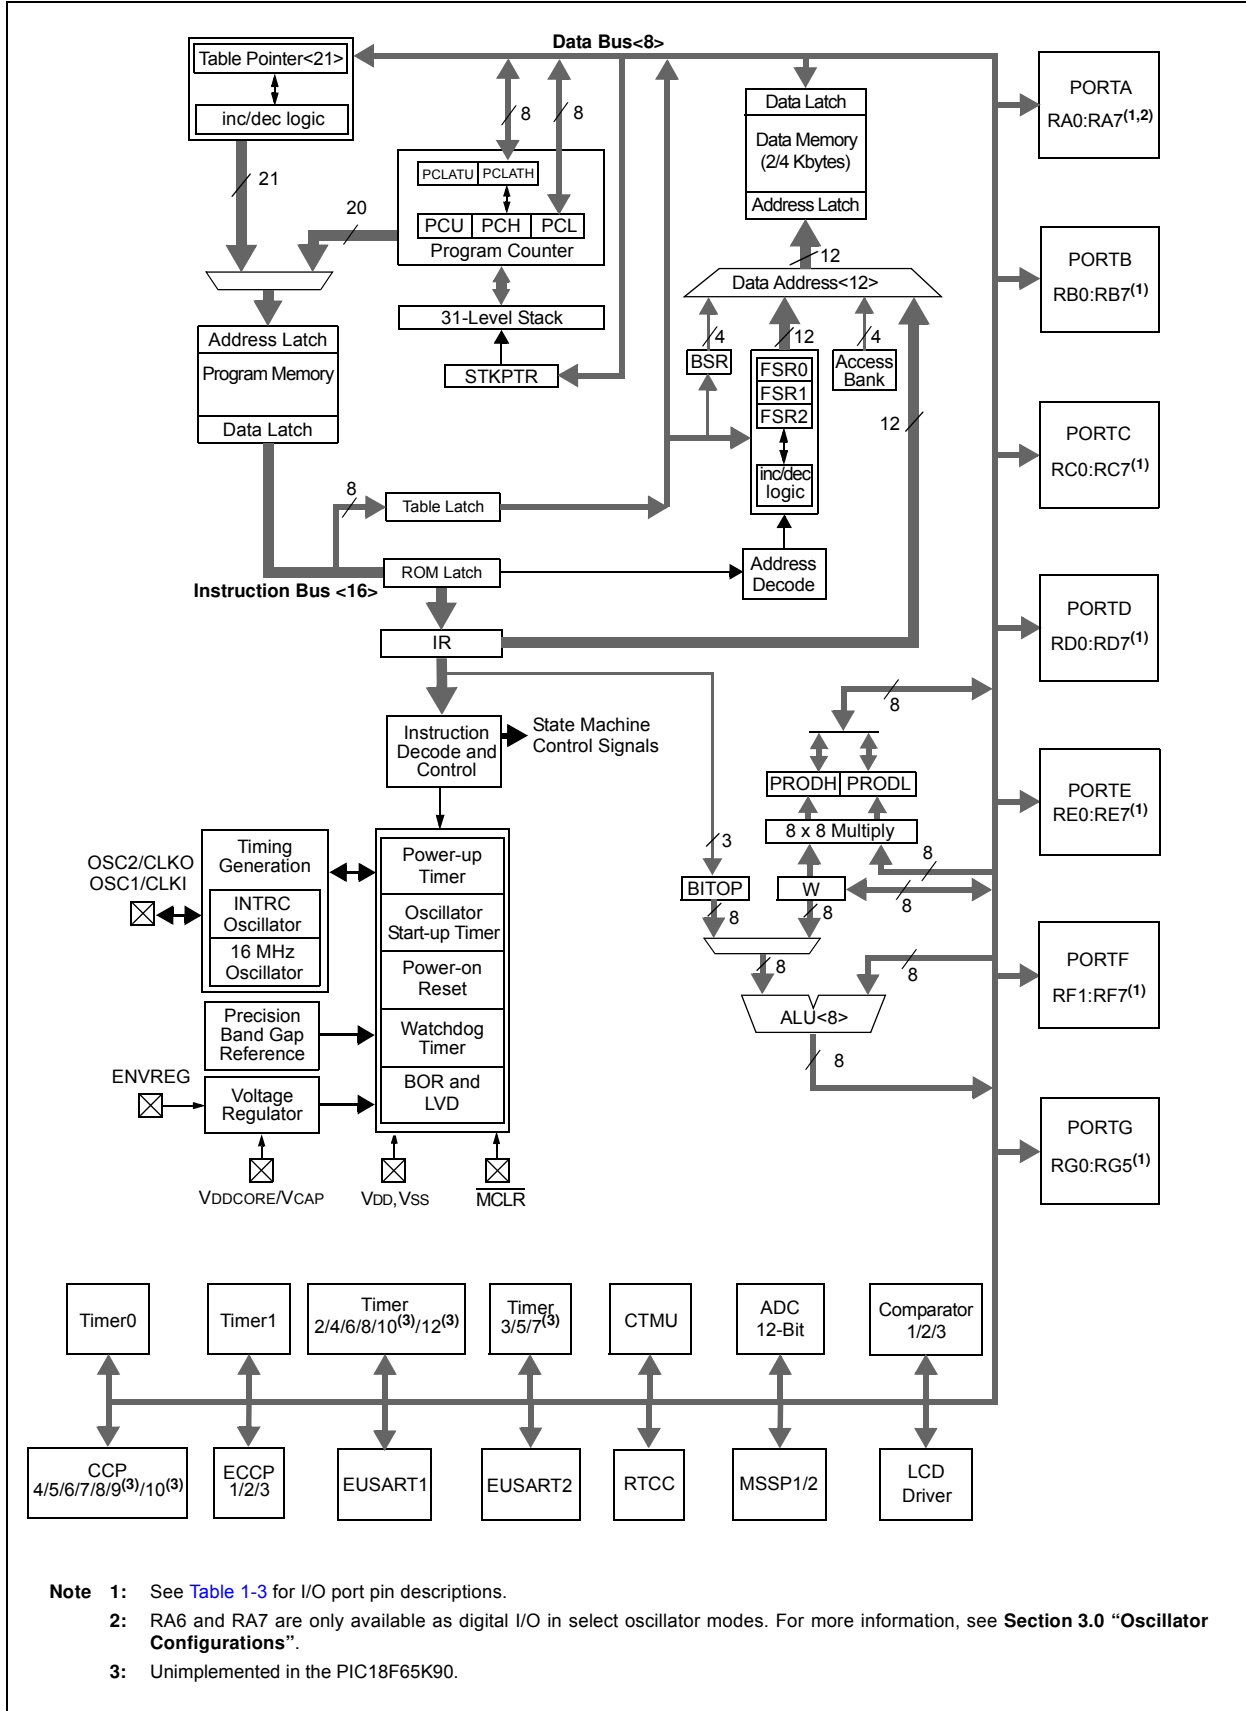 Data Bus<8>
Table Pointer<21>
inc/dec logic
21
8
8
20
PCLATU
PCLATH
PCU
PCH
PCL
Program Counter
31-Level Stack
STKPTR
Address Latch
Program Memory
Data Latch
8
Table Latch
ROM Latch
Instruction Bus <16>
IR
Data Latch
Data Memory
(2/4 Kbytes)
Address Latch
12
Data Address<12>
4
12
4
BSR
FSR0
FSR1
FSR2
Access
Bank
inc/dec
logic
12
Address
Decode
Instruction
Decode and
Control
State Machine
Control Signals
8
PRODH
PRODL
8 x 8 Multiply
3
8
BITOP
W
8
8
8
8
8
ALU<8>
8
OSC2/CLKO
OSC1/CLKI
Timing
Generation
INTRC
Oscillator
16 MHz
Oscillator
Precision
Band Gap
Reference
ENVREG
Voltage
Regulator
Power-up
Timer
Oscillator
Start-up Timer
Power-on
Reset
Watchdog
Timer
BOR and
LVD
VDDCORE/VCAP
VDD, VSS
MCLR
PORTA
RA0:RA7(1,2)
PORTB
RB0:RB7(1)
PORTC
RC0:RC7(1)
PORTD
RD0:RD7(1)
PORTE
RE0:RE7(1)
PORTF
RF1:RF7(1)
PORTG
RG0:RG5(1)
Timer0
Timer1
Timer
2/4/6/8/10(3)/12(3)
Timer
3/5/7(3)
CTMU
ADC
12-Bit
Comparator
1/2/3
CCP
4/5/6/7/8/9(3)/10(3)
ECCP
1/2/3
EUSART1
EUSART2
RTCC
MSSP1/2
LCD
Driver
Note 1: See Table 1-3 for I/O port pin descriptions.
2: RA6 and RA7 are only available as digital I/O in select oscillator modes. For more information, see Section 3.0 “Oscillator
Configurations”.
3: Unimplemented in the PIC18F65K90.